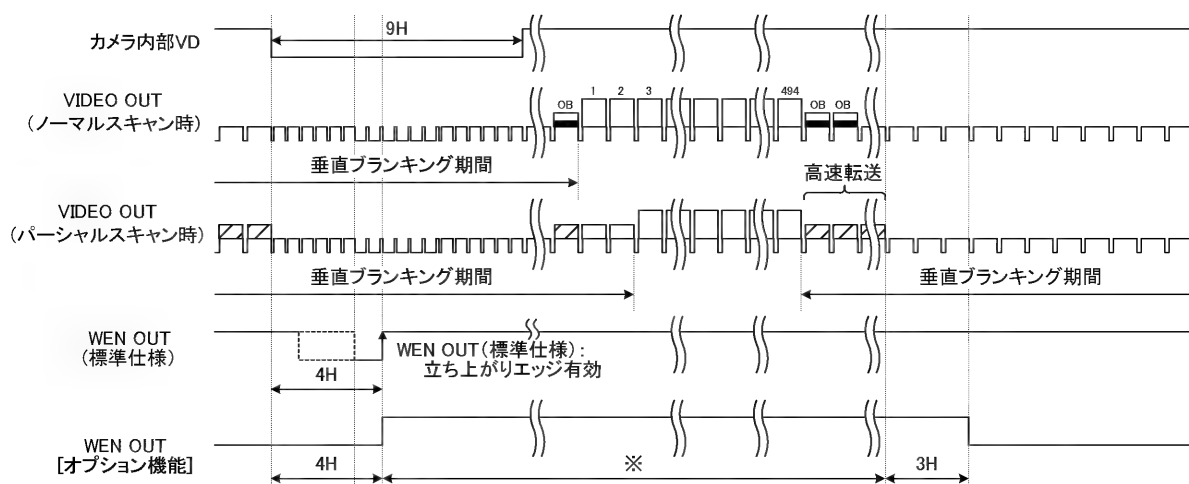 カメラ内部VD
9H
VIDEO OUT
(ノーマルスキャン時)
OB
1
2
3
494
OB
OB
垂直ブランキング期間
高速転送
VIDEO OUT
(パーシャルスキャン時)
垂直ブランキング期間
垂直ブランキング期間
WEN OUT
(標準仕様)
WEN OUT(標準仕様):
立ち上がりエッジ有効
4H
WEN OUT
[オプション機能]
4H
※
3H